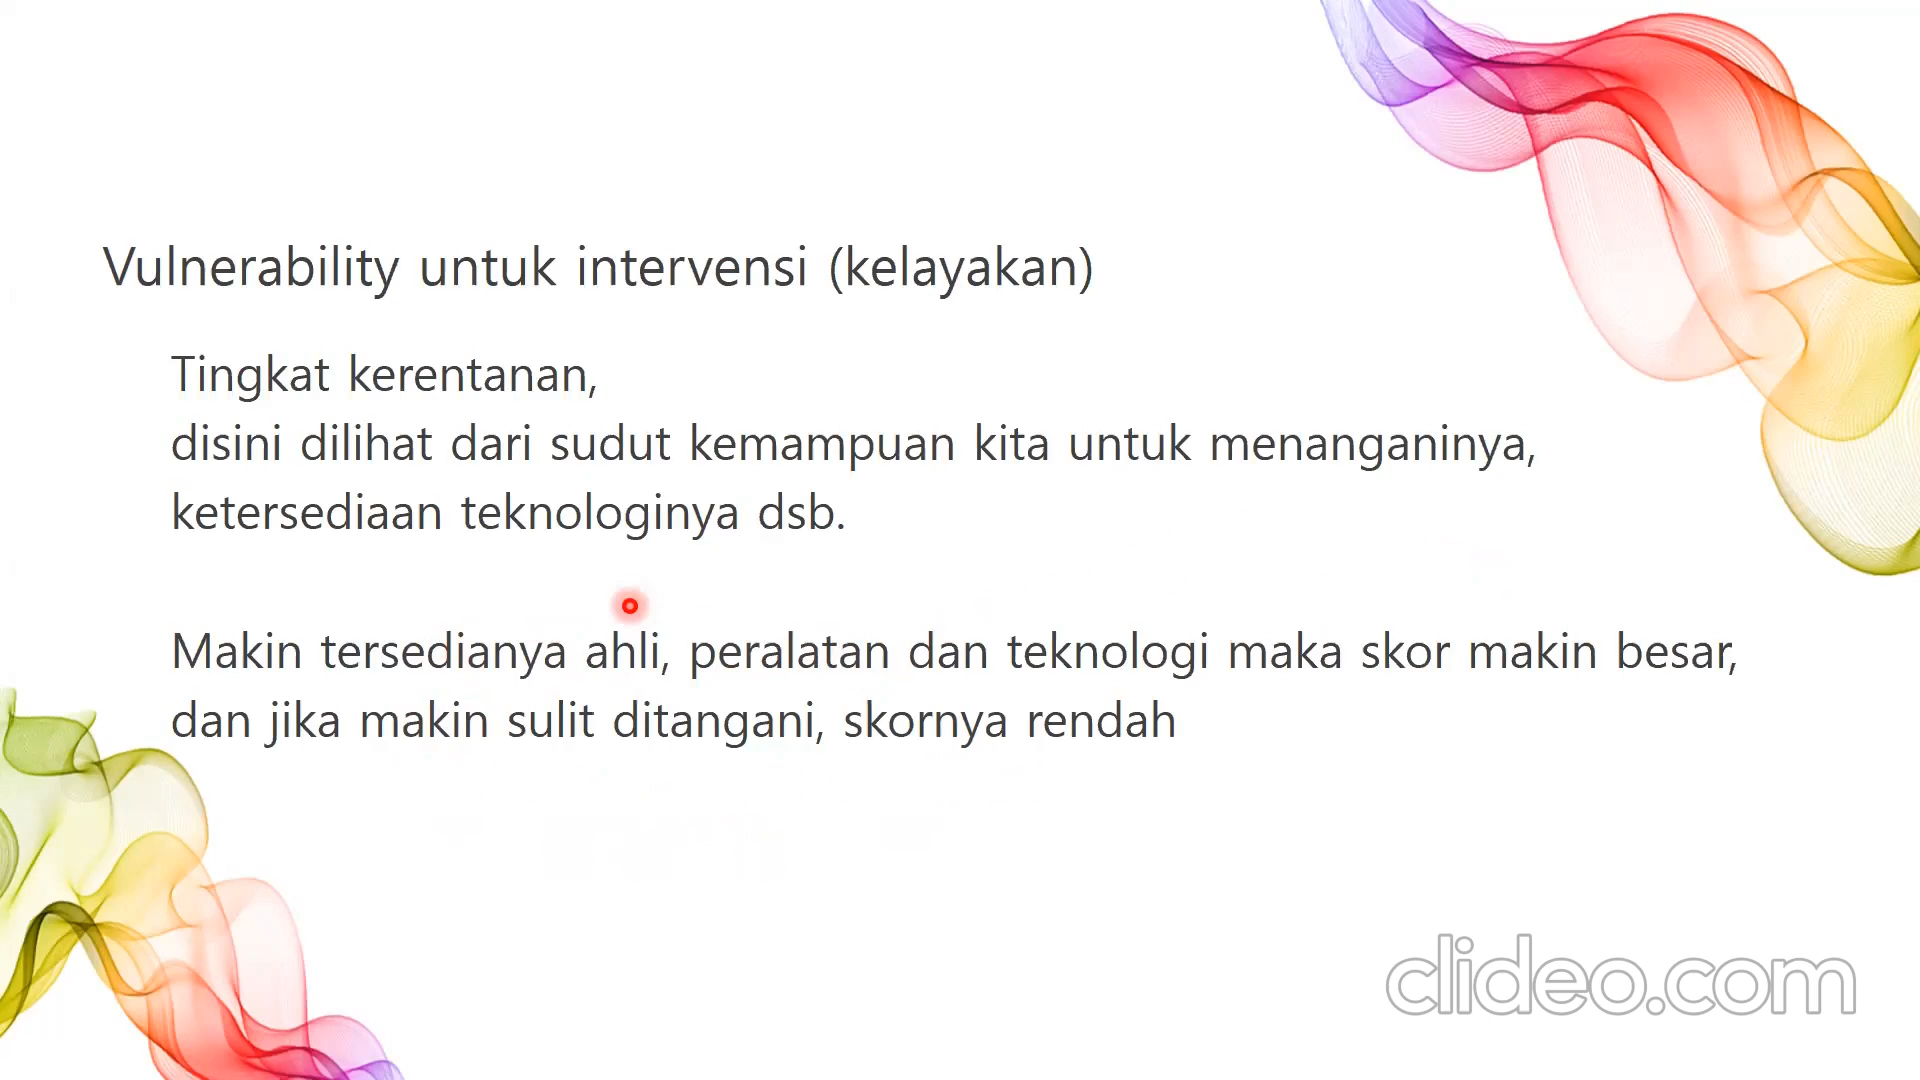 Vulnerability untuk intervensi (kelayakan)
Tingkat kerentanan,
disini dilihat dari sudut kemampuan kita untuk menanganinya,
ketersediaan teknologinya dsb.
Makin tersedianya ahli, peralatan dan teknologi maka skor makin besar,
dan jika makin sulit ditangani, skornya rendah
clideo.com